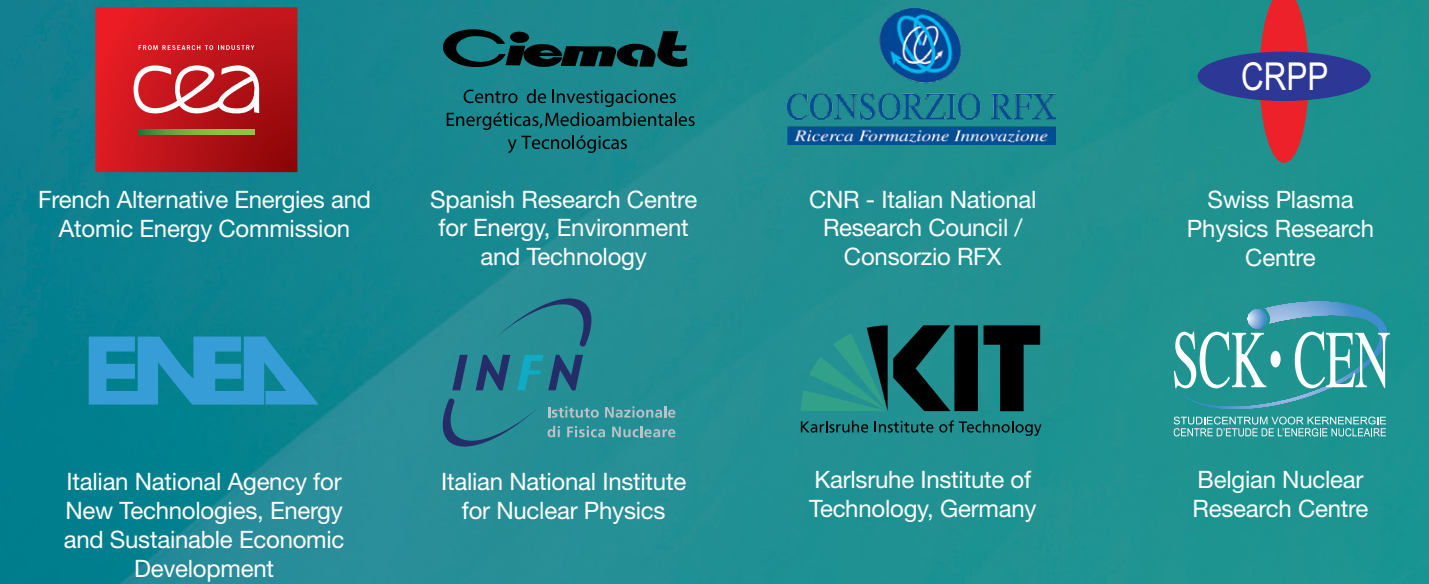 FROM RESEARCH TO INDUSTRY
cea
French Alternative Energies and
Atomic Energy Commission
Ciemat
Centro de Investigaciones
Energéticas,Medioambientales
y Tecnológicas
Spanish Research Centre
for Energy, Environment
and Technology
CONSORZIO RFX
Ricerca Formazione Innovazione
CNR - Italian National
Research Council /
Consorzio RFX
CRPP
Swiss Plasma
Physics Research
Centre
ENEA
Italian National Agency for
New Technologies, Energy
and Sustainable Economic
Development
INFN
Istituto Nazionale
di Fisica Nucleare
Italian National Institute
for Nuclear Physics
KIT
Karlsruhe Institute of Technology
Karlsruhe Institute of
Technology, Germany
SCK•CEN
STUDIECENTRUM VOOR KERNENERGIE
CENTRE D'ETUDE DE L'ENERGIE NUCLEAIRE
Belgian Nuclear
Research Centre